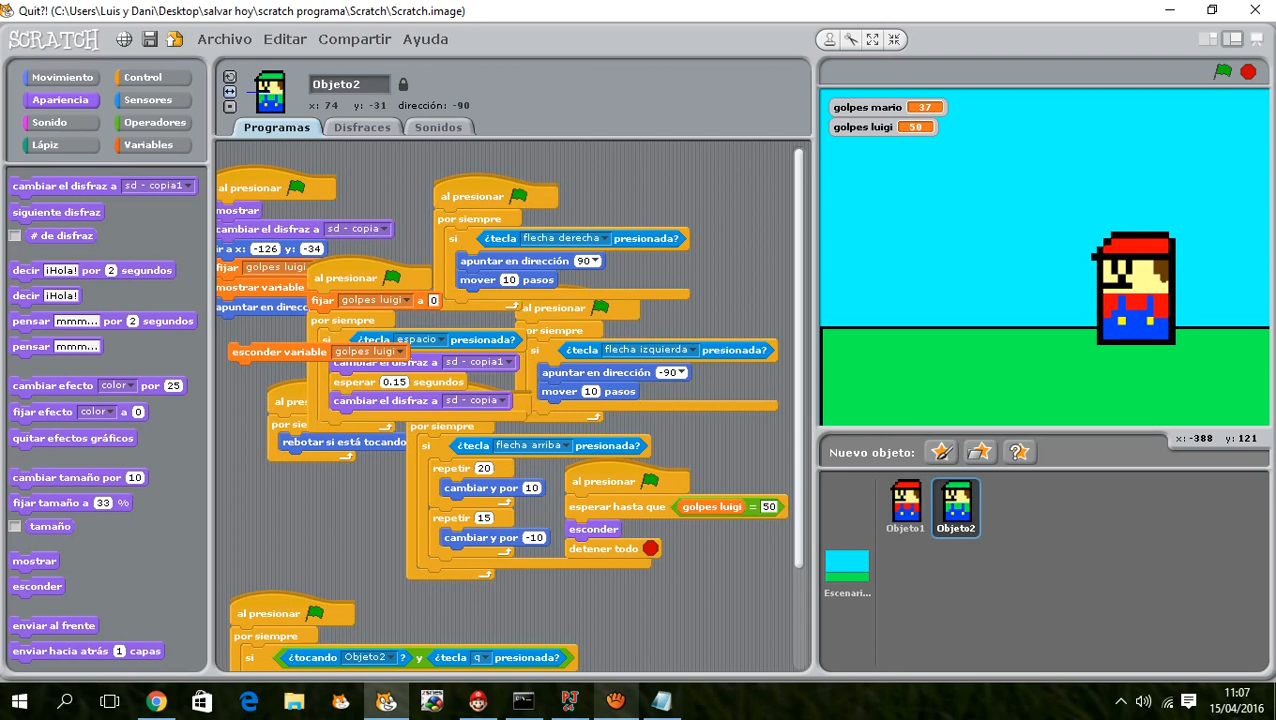 Quit?! (C:\Users\Luis y Dani\Desktop\salvar hoy\scratch programa\Scratch\Scratch.image)
SCRATCH
Archivo Editar Compartir Ayuda
Movimiento Control
Apariencia Sensores
Sonido Operadores
Lápiz Variables
cambiar el disfraz a sd - copia1
siguiente disfraz
# de disfraz
decir ¡Hola! por 2 segundos
decir ¡Hola!
pensar mmm... por 2 segundos
pensar mmm...
cambiar efecto color por 25
fijar efecto color a 0
quitar efectos gráficos
cambiar tamaño por 10
fijar tamaño a 33 %
tamaño
mostrar
esconder
enviar al frente
enviar hacia atrás 1 capas
Objeto2
x: 74 y: -31 dirección: -90
Programas Disfraces Sonidos
al presionar
mostrar
cambiar el disfraz a sd - copia
ir a x: -126 y: -34
fijar golpes luigi
mostrar variable
apuntar en direc
al presionar
fijar golpes luigi a 0
por siempre
si ¿tecla espacio presionada?
cambiar el disfraz a sd - copia1
esperar 0.15 segundos
cambiar el disfraz a sd - copia
esconder variable golpes luigi
al presionar
por siempre
si ¿tecla flecha derecha presionada?
apuntar en dirección 90
mover 10 pasos
al presionar
por siempre
si ¿tecla flecha izquierda presionada?
apuntar en dirección -90
mover 10 pasos
al
por sie
rebotar si está tocando
por siempre
si ¿tecla flecha arriba presionada?
repetir 20
cambiar y por 10
repetir 15
cambiar y por -10
al presionar
esperar hasta que golpes luigi = 50
esconder
detener todo
al presionar
por siempre
si ¿tocando Objeto2 ? y ¿tecla q presionada?
golpes mario 37
golpes luigi 50
x: -388 y: 121
Nuevo objeto:
Objeto1 Objeto2
Escenari...
PJ
64
11:07
15/04/2016